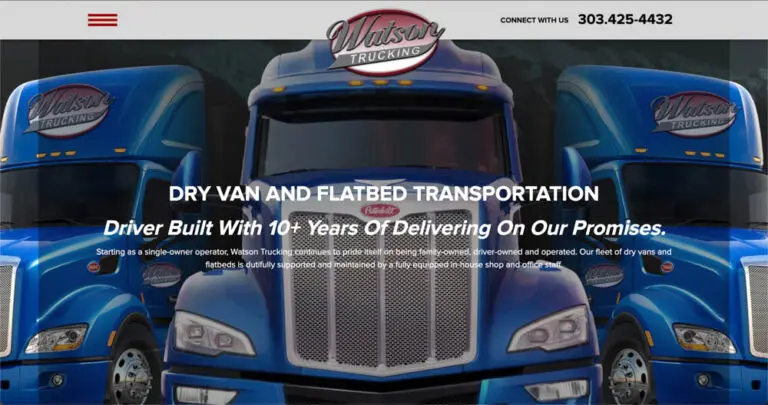 Watson
TRUCKING
CONNECT WITH US 303.425-4432
Watson
TRUCKING
Watson
TRUCKING
DRY VAN AND FLATBED TRANSPORTATION
Peterbilt
Driver Built With 10+ Years Of Delivering On Our Promises.
Starting as a single-owner operator, Watson Trucking continues to pride itself on being family-owned, driver-owned and operated. Our fleet of dry vans and
flatbeds is dutifully supported and maintained by a fully equipped in-house shop and office staff.